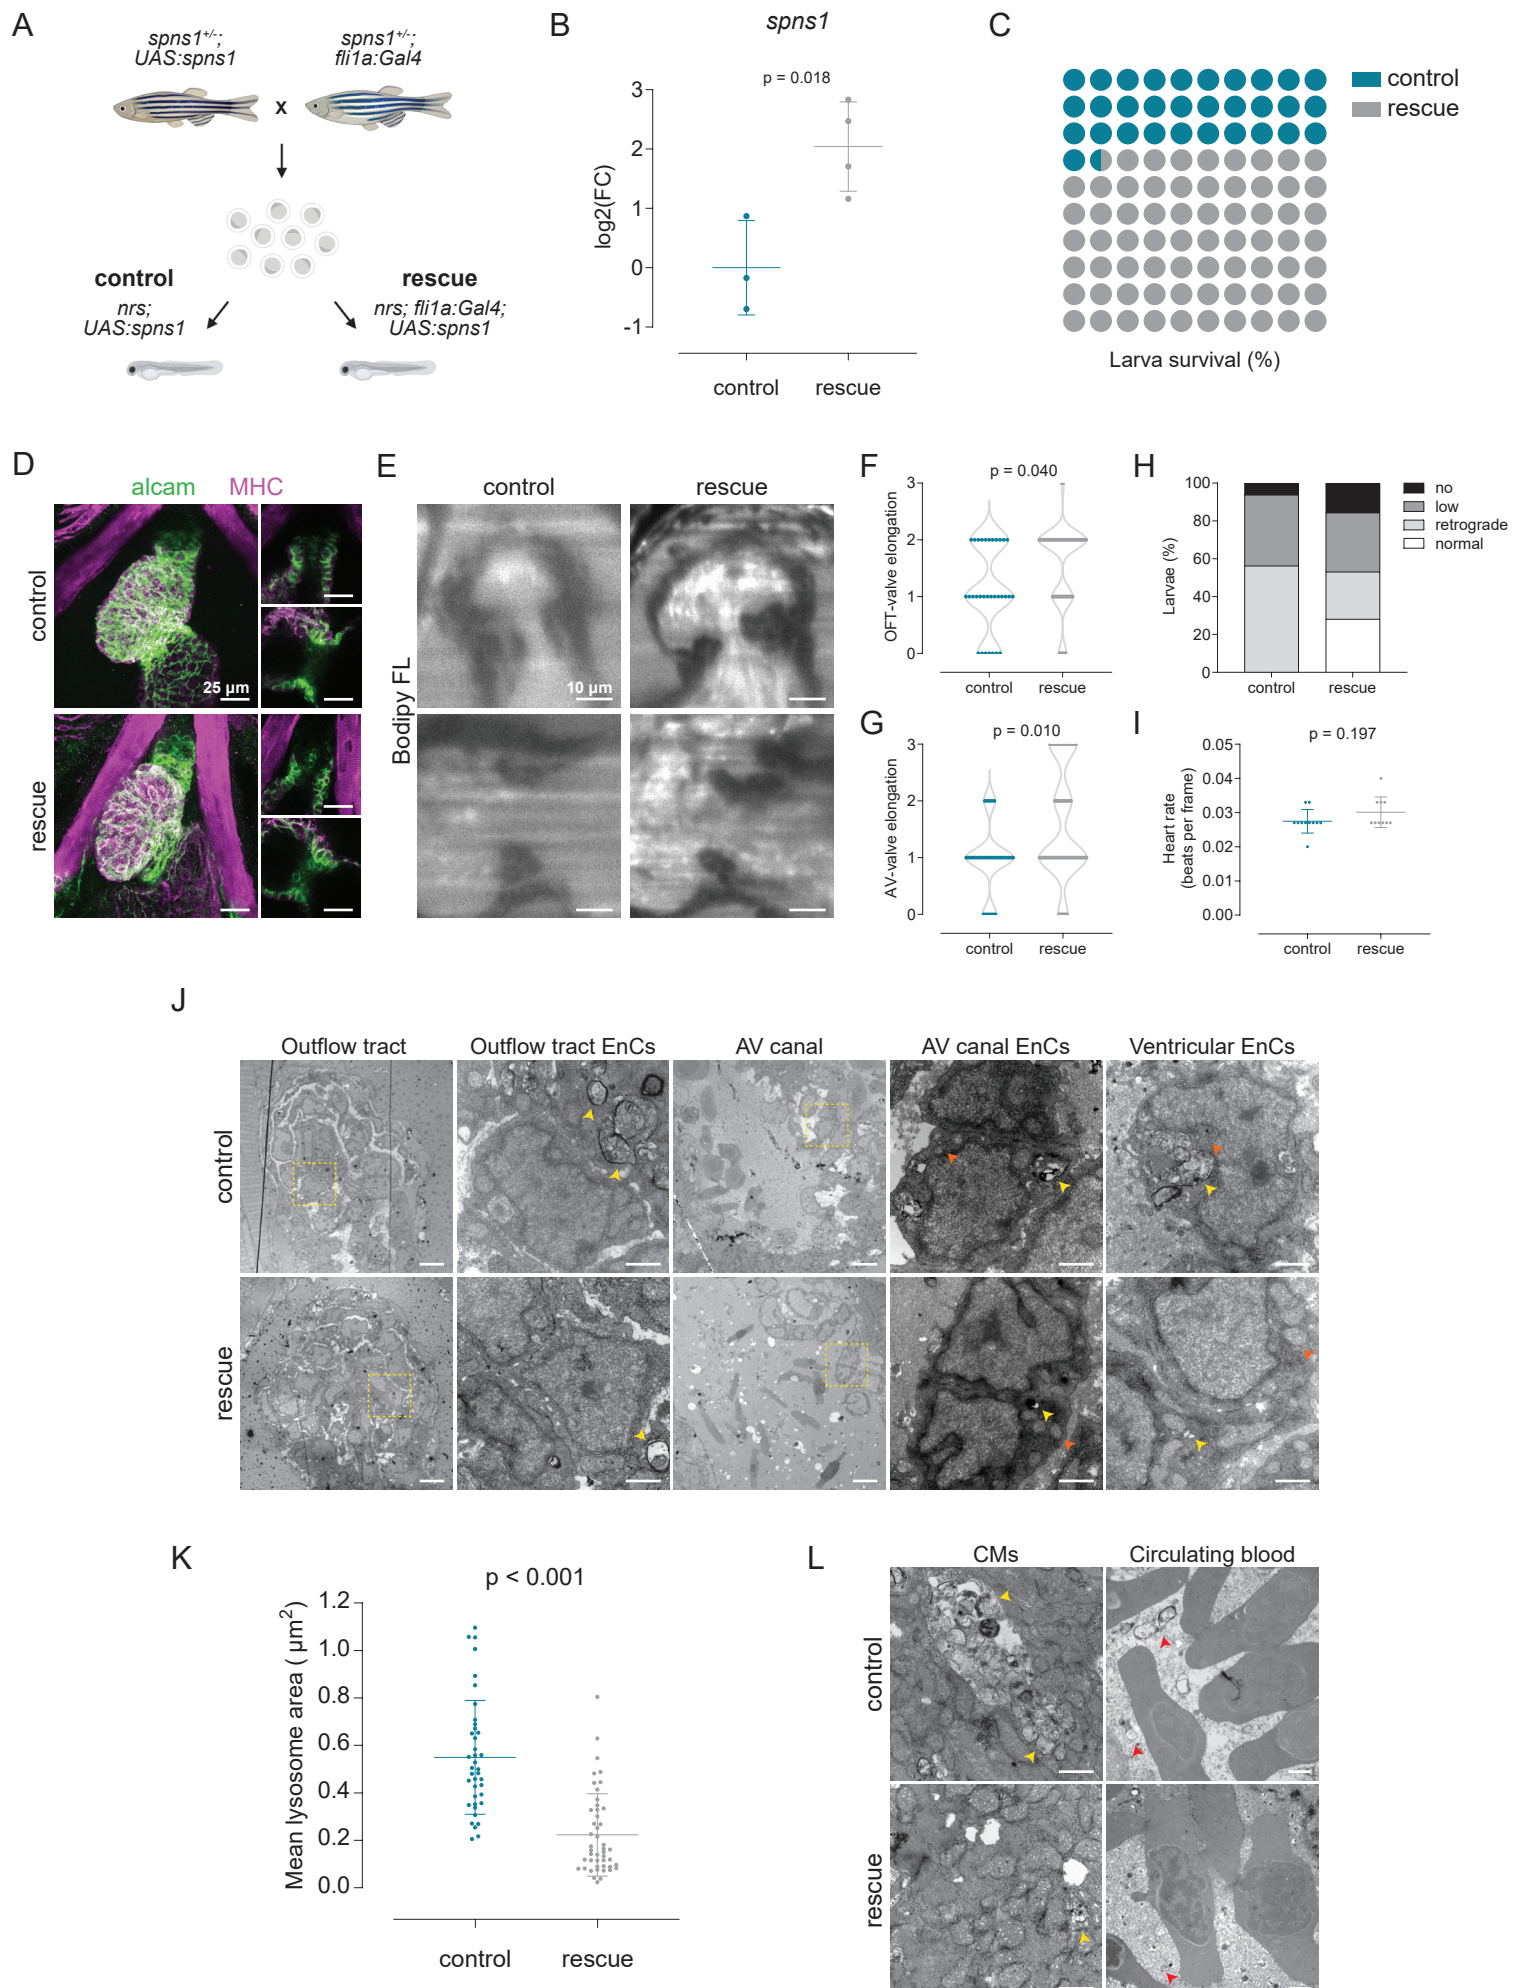 A
spns1+/-;
UAS:spns1
spns1+/-;
fli1a:Gal4
x
control
nrs;
UAS:spns1
rescue
nrs; fli1a:Gal4;
UAS:spns1
B
spns1
p = 0.018
log2(FC)
3
2
1
0
-1
control
rescue
C
control
rescue
Larva survival (%)
D
alcam MHC
control
25 µm
rescue
E
control
rescue
Bodipy FL
10 µm
F
p = 0.040
OFT-valve elongation
3
2
1
0
control
rescue
G
p = 0.010
AV-valve elongation
3
2
1
0
control
rescue
H
Larvae (%)
100
80
60
40
20
0
control
rescue
no
low
retrograde
normal
I
p = 0.197
Heart rate
(beats per frame)
0.05
0.04
0.03
0.02
0.01
0.00
control
rescue
J
Outflow tract
Outflow tract EnCs
AV canal
AV canal EnCs
Ventricular EnCs
control
rescue
K
p < 0.001
Mean lysosome area ( µm2)
1.2
1.0
0.8
0.6
0.4
0.2
0.0
control
rescue
L
CMs
Circulating blood
control
rescue